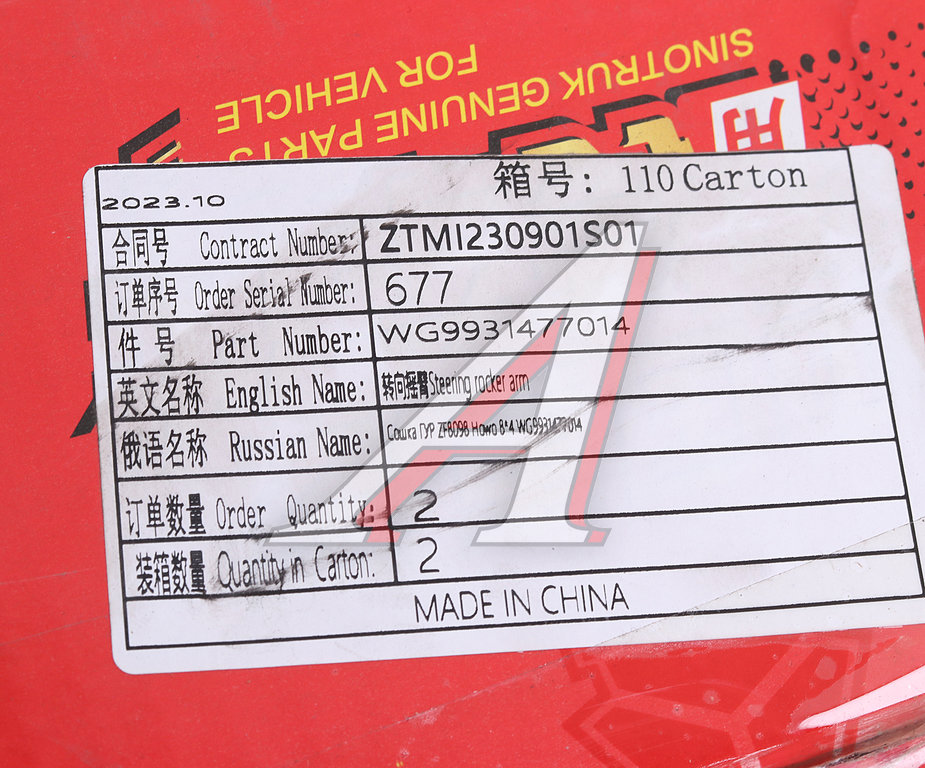 SINOTRUK GENUINE PARTS
FOR VEHICLE
用
2023.10 箱号: 110 Carton
合同号 Contract Number: ZTMI230901S01
订单序号 Order Serial Number: 677
件 号 Part Number: WG9931477014
英文名称 English Name: 转向摇臂Steering rocker arm
俄语名称 Russian Name: Сошка ГУР ZF8098 Howo 8*4 WG9931477014
订单数量 Order Quantity: 2
装箱数量 Quantity in Carton: 2
MADE IN CHINA